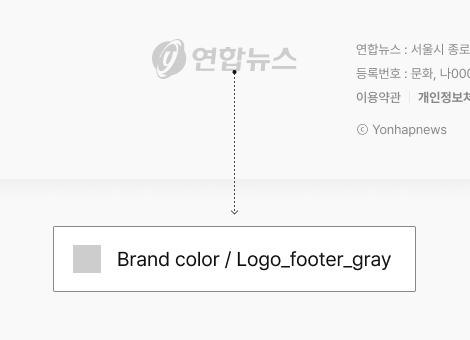 연합뉴스
연합뉴스 : 서울시 종로
등록번호 : 문화, 나000
이용약관 개인정보처
ⓒ Yonhapnews
Brand color / Logo_footer_gray